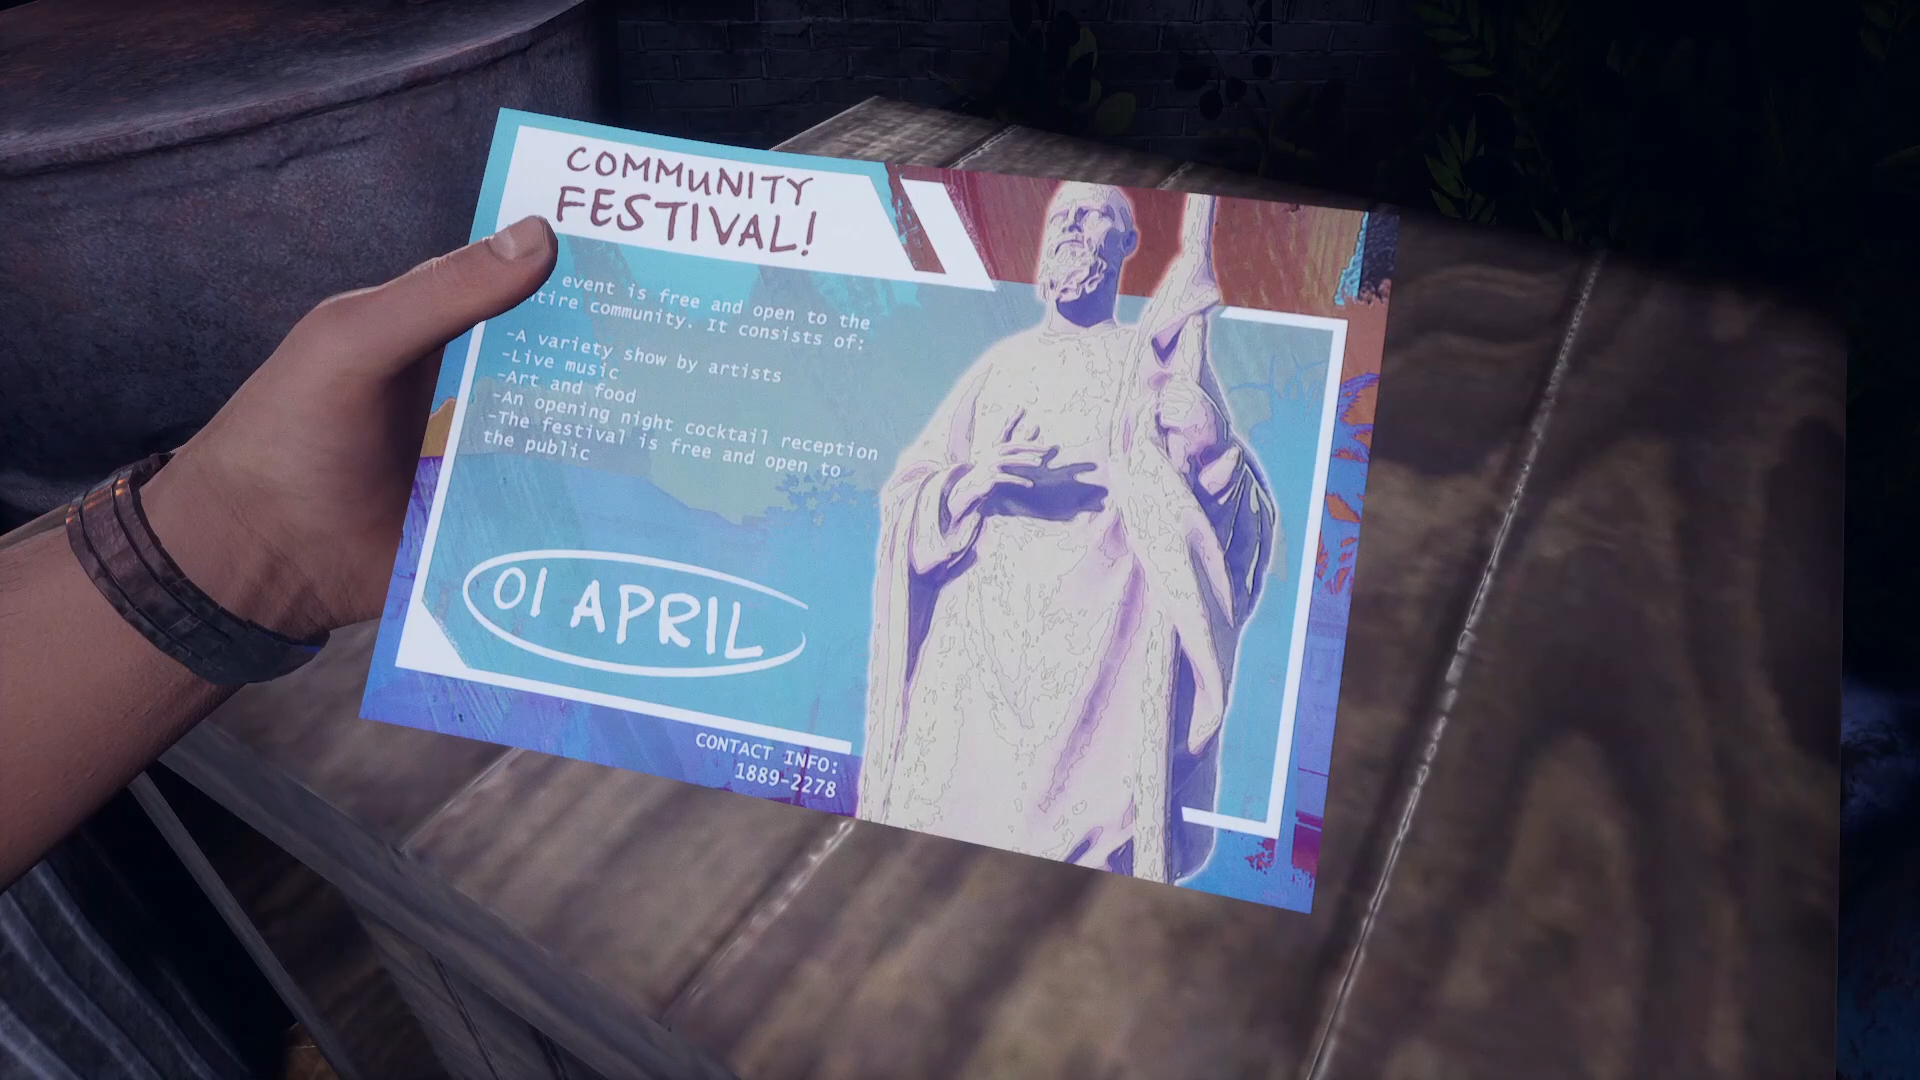 COMMUNITY
FESTIVAL!
event is free and open to the
community. It consists of:
-A variety show by artists
-Live music
-Art and food
-An opening night cocktail reception
-The festival is free and open to
the public
01 APRIL
CONTACT INFO:
1889-2278